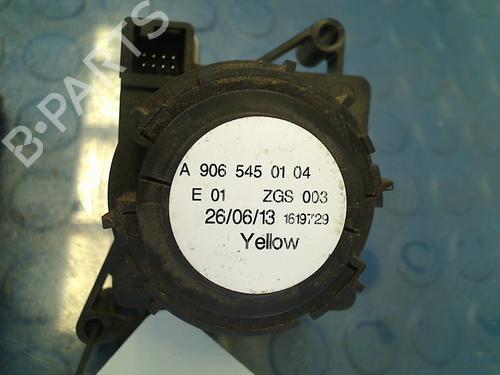 B-PARTS
A 906 545 01 04
E 01 ZGS 003
26/06/13 1619729
Yellow